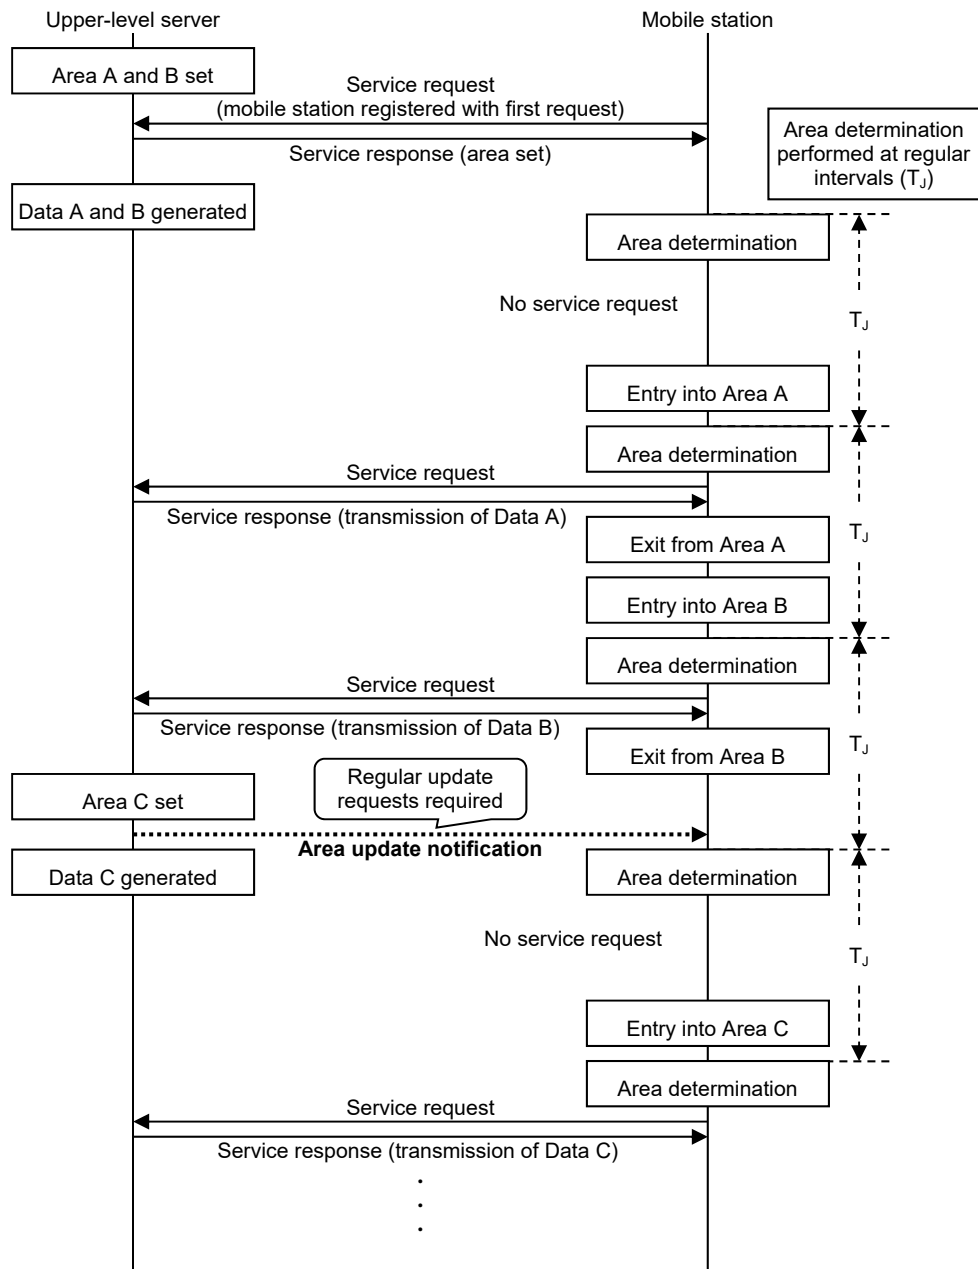 Upper-level server
Mobile station
Area A and B set
Service request
(mobile station registered with first request)
Service response (area set)
Area determination
performed at regular
intervals (TJ)
Data A and B generated
Area determination
No service request
TJ
Entry into Area A
Area determination
Service request
Service response (transmission of Data A)
Exit from Area A
TJ
Entry into Area B
Area determination
Service request
Service response (transmission of Data B)
Exit from Area B
TJ
Regular update
requests required
Area C set
Area update notification
Data C generated
Area determination
No service request
TJ
Entry into Area C
Area determination
Service request
Service response (transmission of Data C)